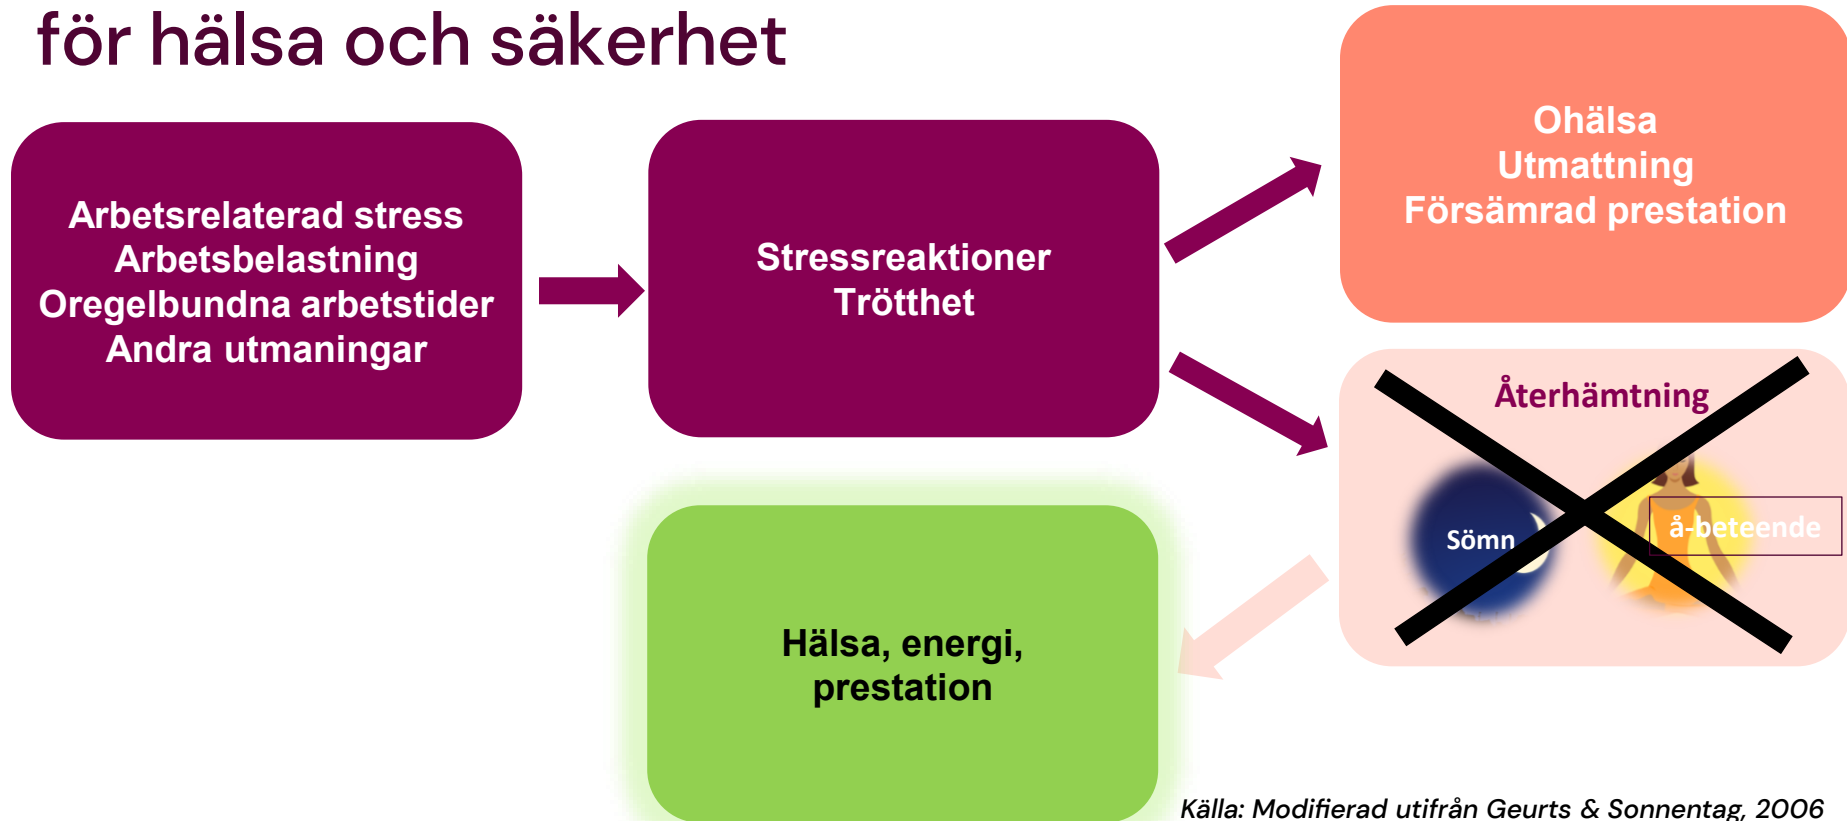 för hälsa och säkerhet
Arbetsrelaterad stress
Arbetsbelastning
Oregelbundna arbetstider
Andra utmaningar
Stressreaktioner
Trötthet
Ohälsa
Utmattning
Försämrad prestation
Återhämtning
Sömn
å-beteende
Hälsa, energi,
prestation
Källa: Modifierad utifrån Geurts & Sonnentag, 2006